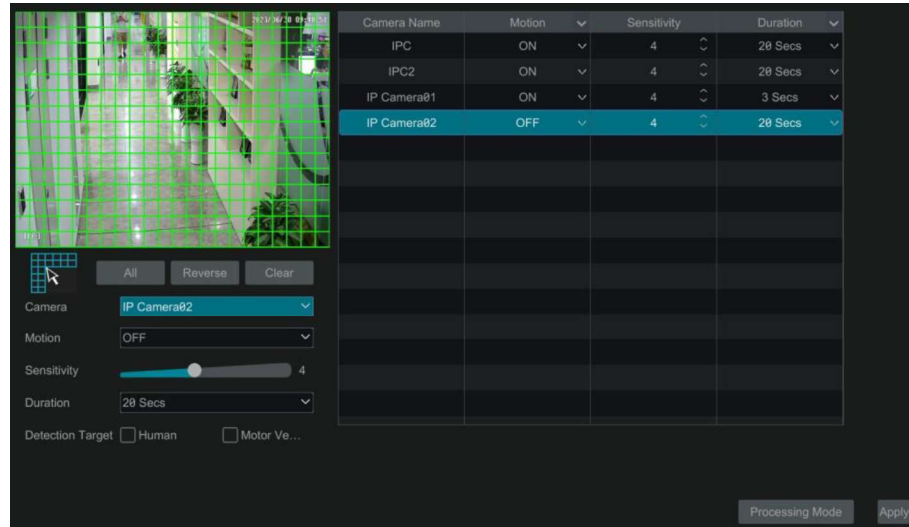 Camera Name Motion Sensitivity Duration
IPC ON 4 20 Secs
IPC2 ON 4 20 Secs
IP Camera01 ON 4 3 Secs
IP Camera02 OFF 4 20 Secs
All Reverse Clear
Camera IP Camera02
Motion OFF
Sensitivity 4
Duration 20 Secs
Detection Target Human Motor Ve...
Processing Mode Apply